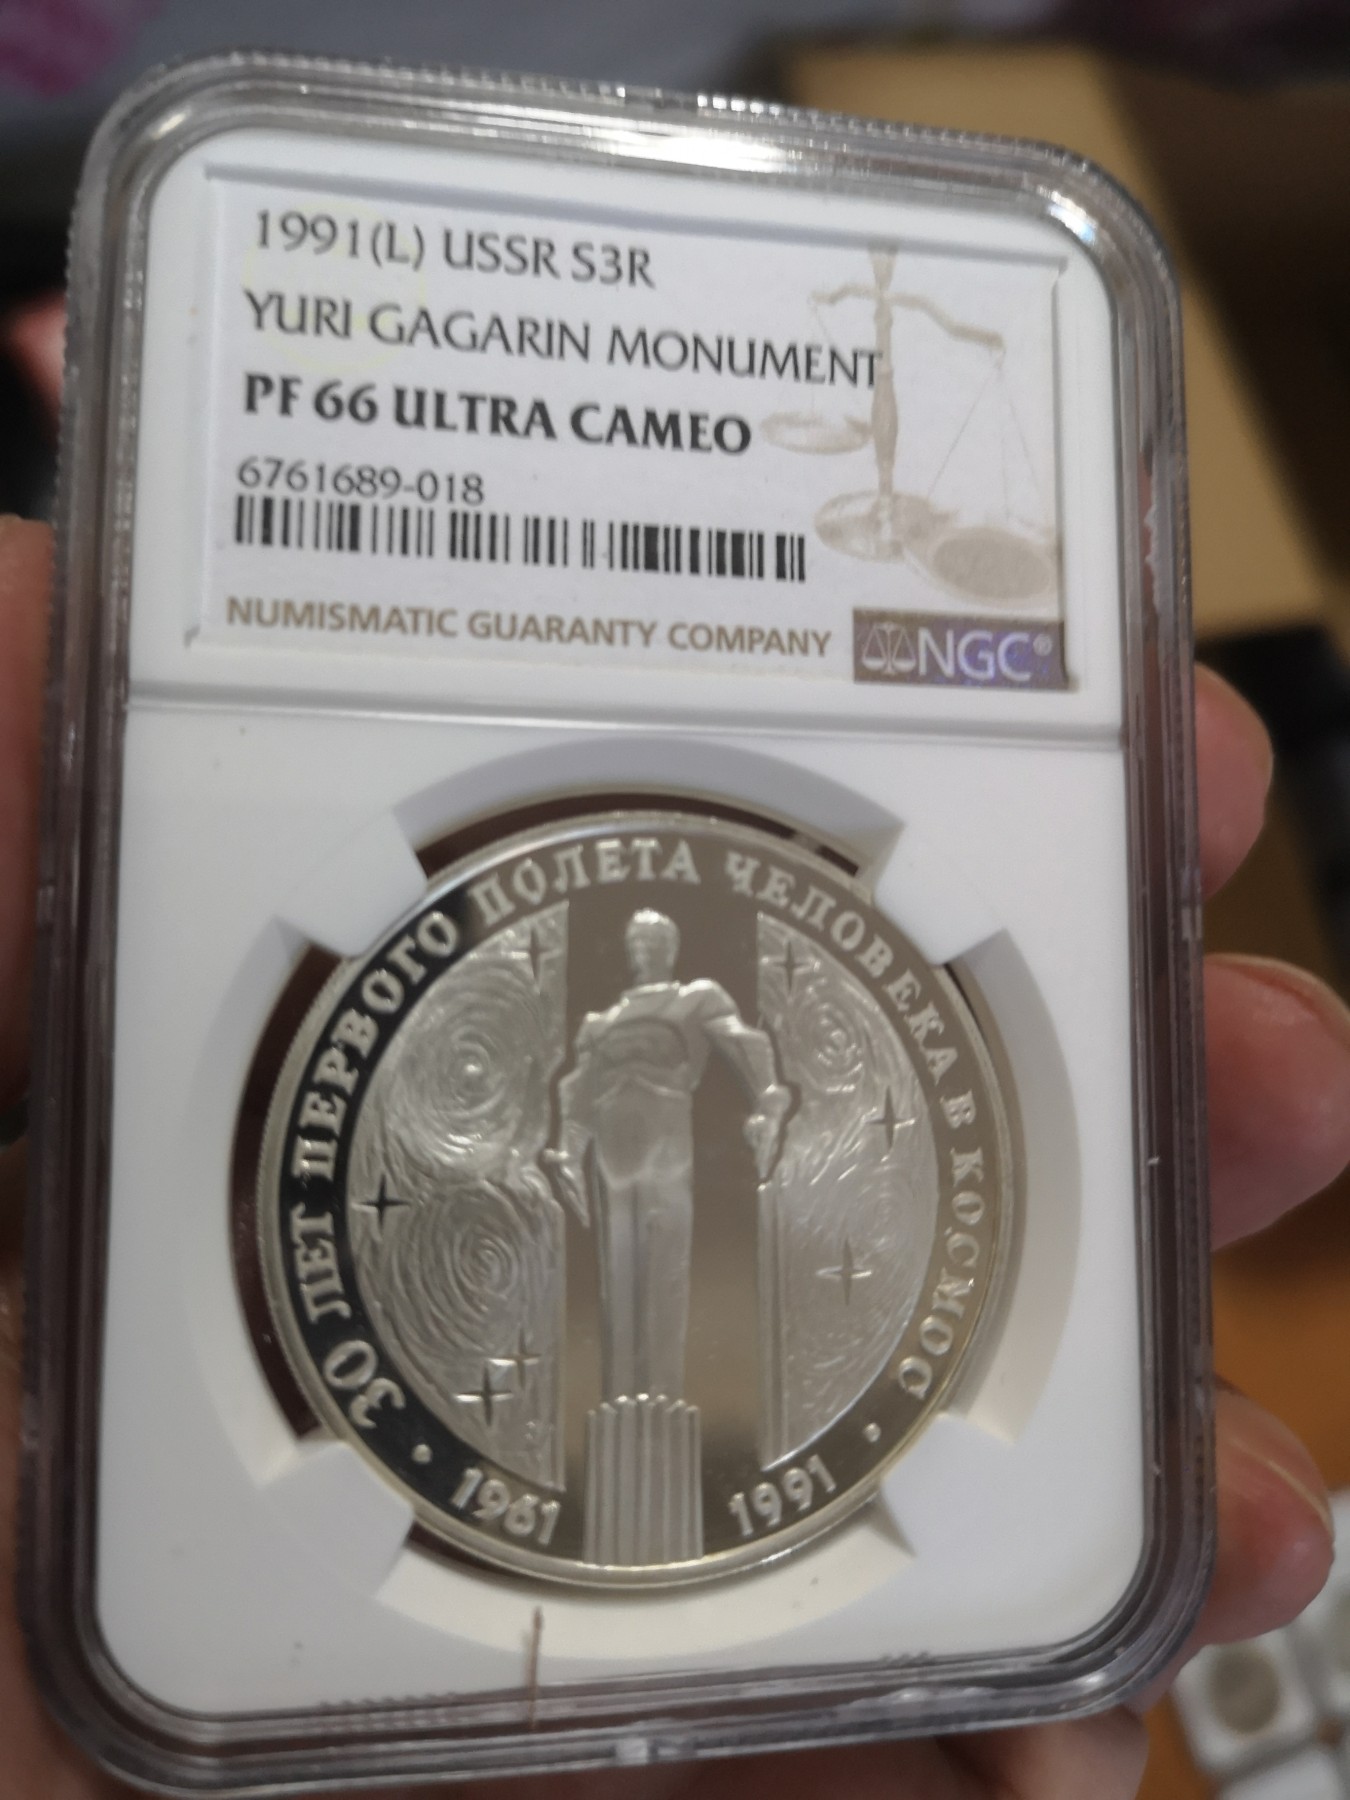 1991(L) USSR S3R
YURI GAGARIN MONUMENT
PF 66 ULTRA CAMEO
6761689-018
NUMISMATIC GUARANTY COMPANY
NGC®
30 ЛЕТ ПЕРВОГО ПОЛЕТА ЧЕЛОВЕКА В КОСМОС
• 1961 1991 •